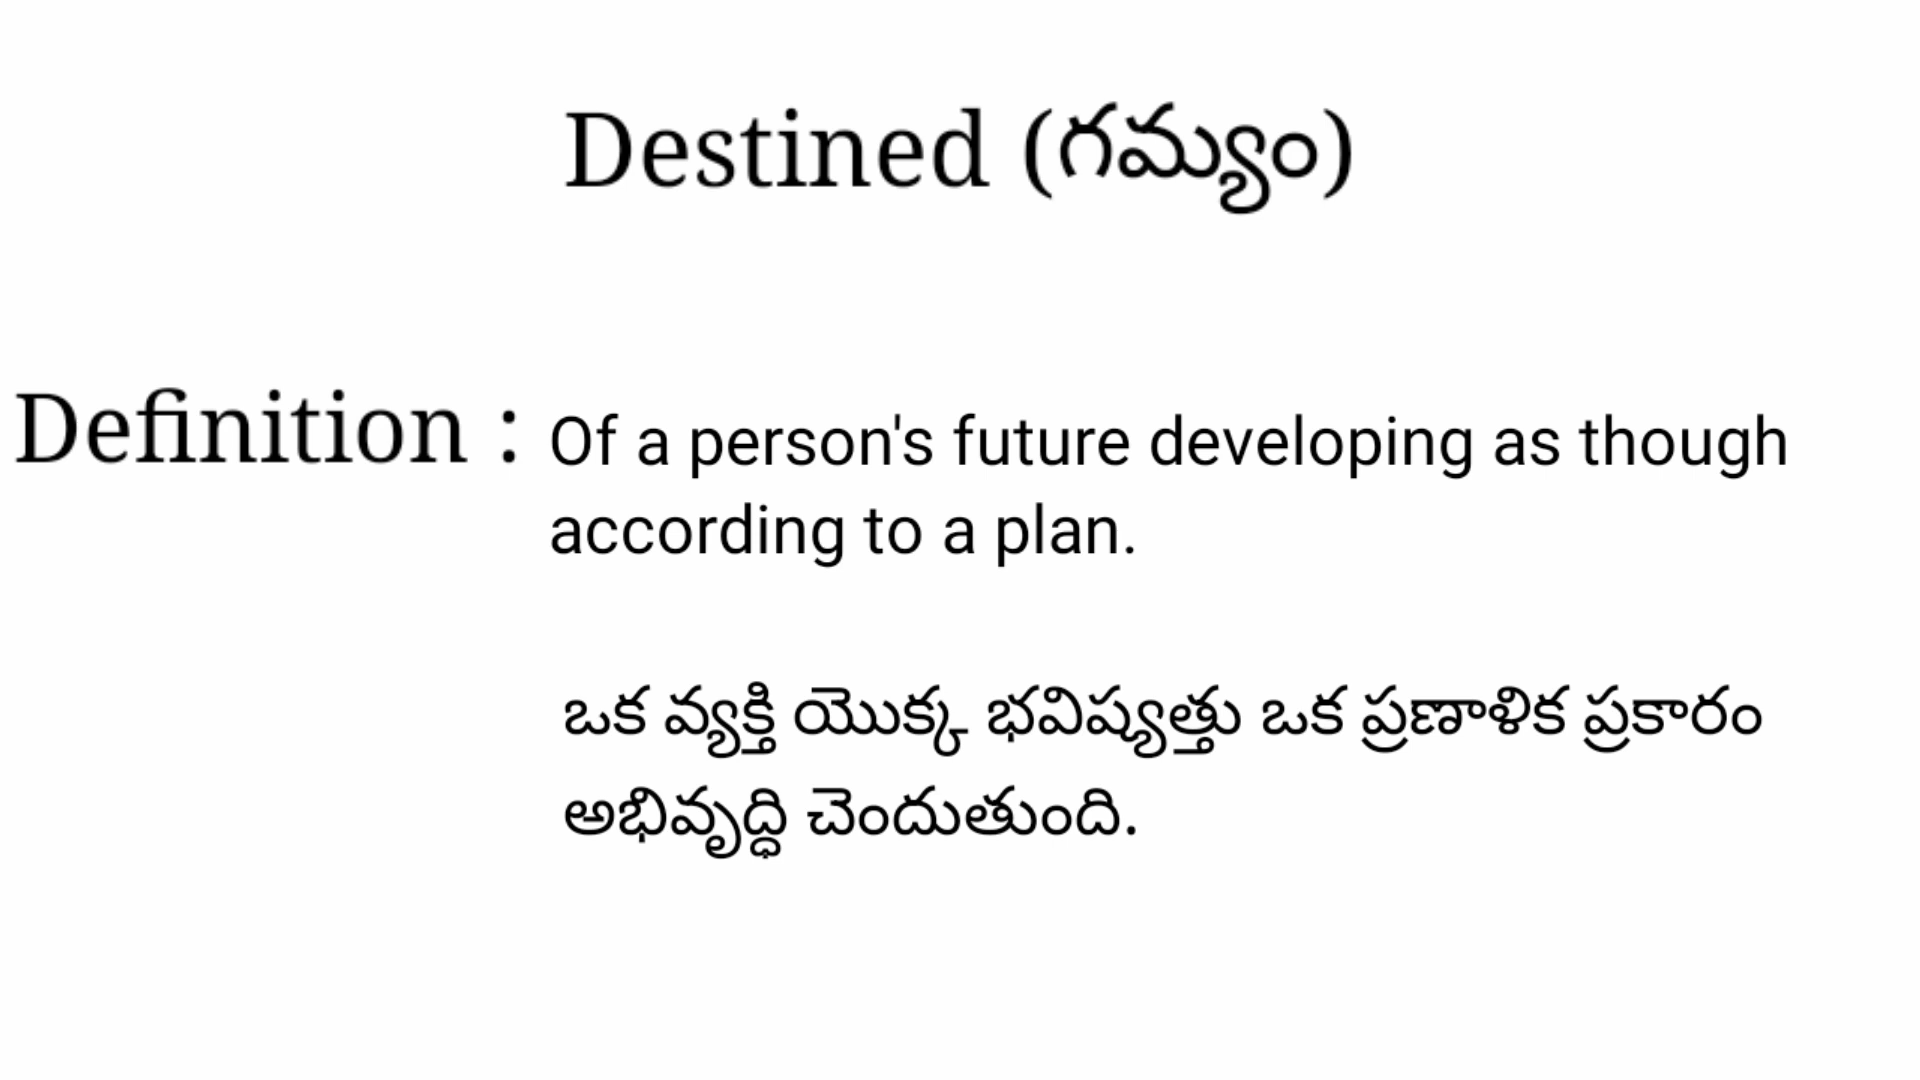 Destined (గమ్యం)
Definition : Of a person's future developing as though
according to a plan.
ఒక వ్యక్తి యొక్క భవిష్యత్తు ఒక ప్రణాళిక ప్రకారం
అభివృద్ధి చెందుతుంది.